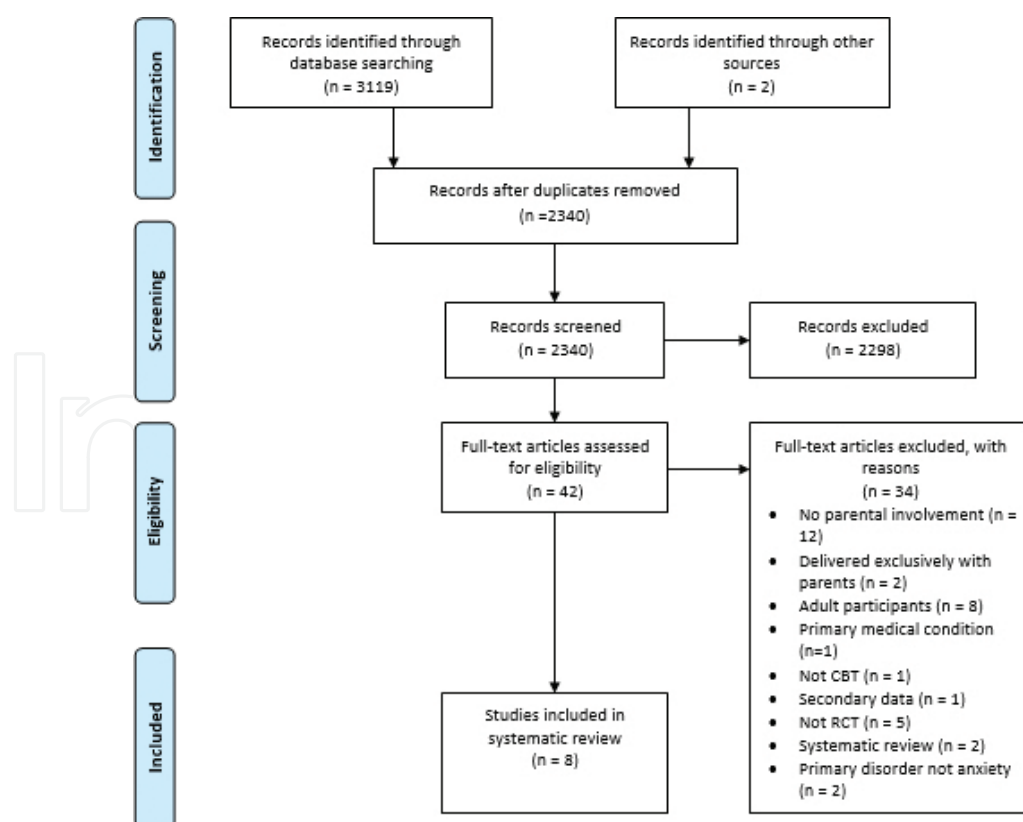 Identification
Records identified through
database searching
(n = 3119)
Records identified through other
sources
(n = 2)
Records after duplicates removed
(n =2340)
Screening
Records screened
(n = 2340)
Records excluded
(n = 2298)
Eligibility
Full-text articles assessed
for eligibility
(n = 42)
Full-text articles excluded, with
reasons
(n = 34)
• No parental involvement (n =
12)
• Delivered exclusively with
parents (n = 2)
• Adult participants (n = 8)
• Primary medical condition
(n=1)
• Not CBT (n = 1)
• Secondary data (n = 1)
• Not RCT (n = 5)
• Systematic review (n = 2)
• Primary disorder not anxiety
(n = 2)
Included
Studies included in
systematic review
(n = 8)
In